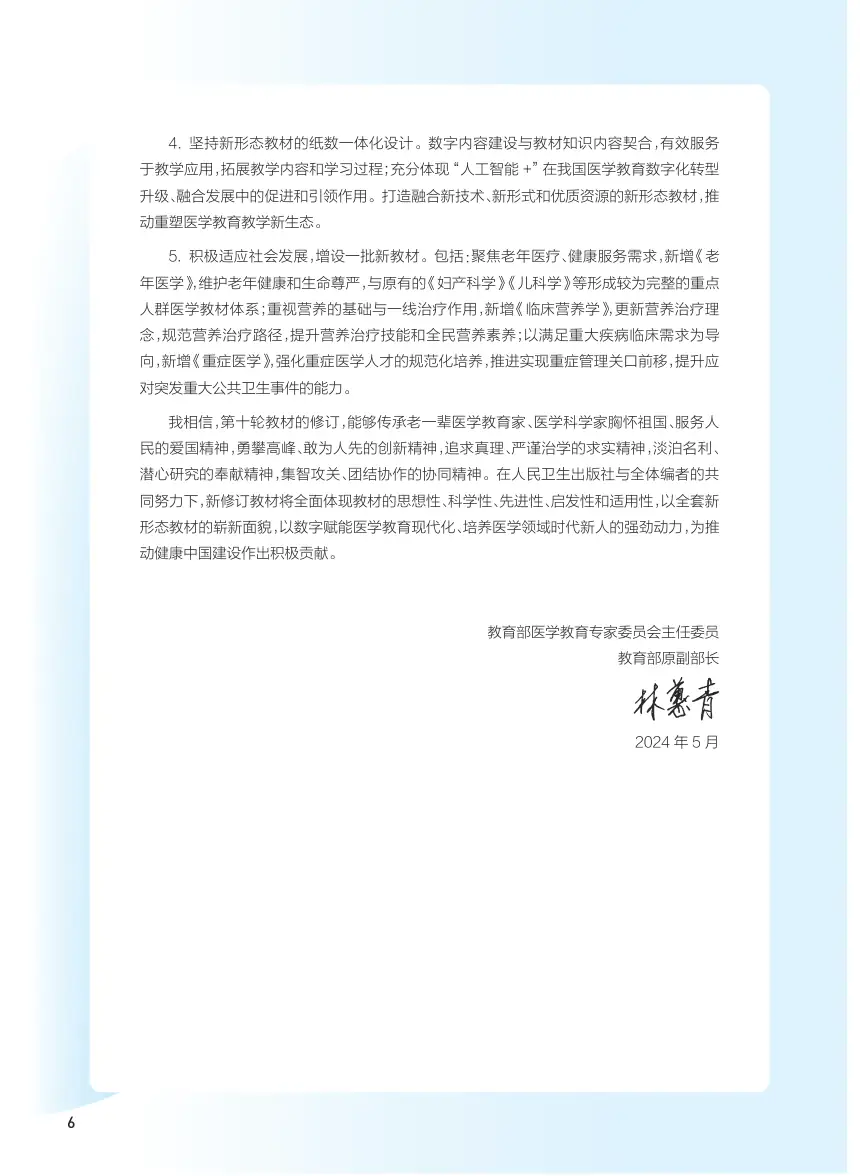 4. 坚持新形态教材的纸数一体化设计。数字内容建设与教材知识内容契合,有效服务
于教学应用,拓展教学内容和学习过程;充分体现“人工智能 +”在我国医学教育数字化转型
升级、融合发展中的促进和引领作用。打造融合新技术、新形式和优质资源的新形态教材,推
动重塑医学教育教学新生态。
5. 积极适应社会发展,增设一批新教材。包括:聚焦老年医疗、健康服务需求,新增《老
年医学》,维护老年健康和生命尊严,与原有的《妇产科学》《儿科学》等形成较为完整的重点
人群医学教材体系;重视营养的基础与一线治疗作用,新增《临床营养学》,更新营养治疗理
念,规范营养治疗路径,提升营养治疗技能和全民营养素养;以满足重大疾病临床需求为导
向,新增《重症医学》,强化重症医学人才的规范化培养,推进实现重症管理关口前移,提升应
对突发重大公共卫生事件的能力。
我相信,第十轮教材的修订,能够传承老一辈医学教育家、医学科学家胸怀祖国、服务人
民的爱国精神,勇攀高峰、敢为人先的创新精神,追求真理、严谨治学的求实精神,淡泊名利、
潜心研究的奉献精神,集智攻关、团结协作的协同精神。在人民卫生出版社与全体编者的共
同努力下,新修订教材将全面体现教材的思想性、科学性、先进性、启发性和适用性,以全套新
形态教材的崭新面貌,以数字赋能医学教育现代化、培养医学领域时代新人的强劲动力,为推
动健康中国建设作出积极贡献。
教育部医学教育专家委员会主任委员
教育部原副部长
林蕙青
2024 年 5 月
6